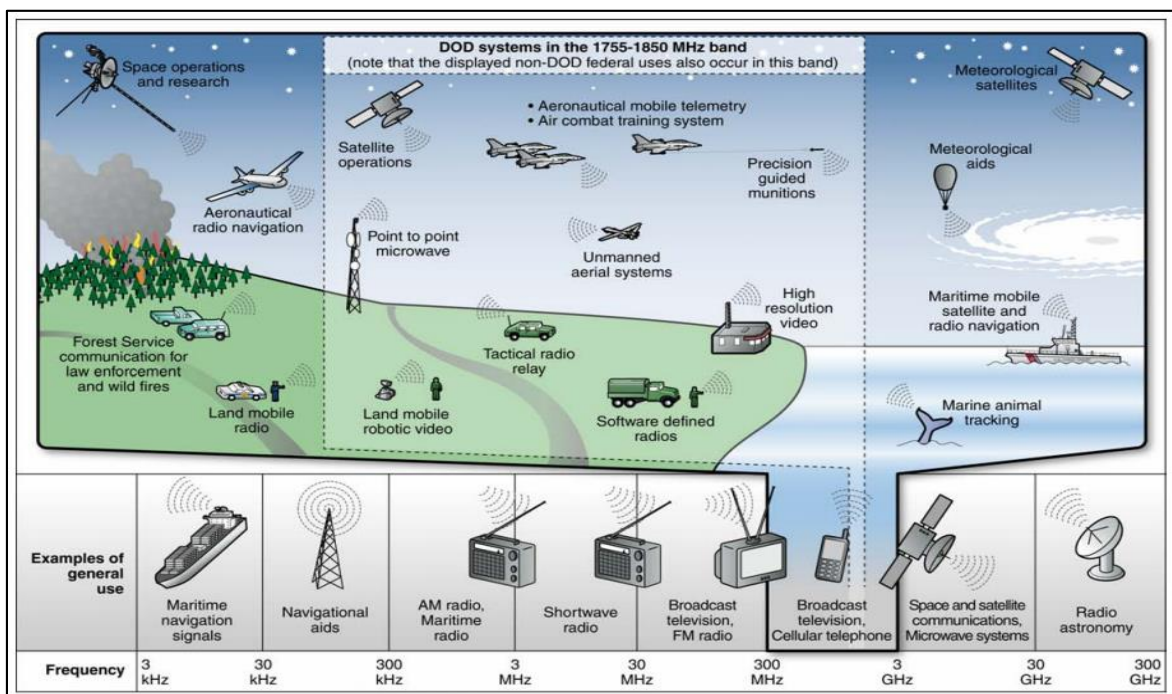 DOD systems in the 1755-1850 MHz band
(note that the displayed non-DOD federal uses also occur in this band)
Space operations
and research
Meteorological
satellites
• Aeronautical mobile telemetry
• Air combat training system
Satellite
operations
Precision
guided
munitions
Meteorological
aids
Aeronautical
radio navigation
Point to point
microwave
Unmanned
aerial systems
High
resolution
video
Maritime mobile
satellite and
radio navigation
Forest Service
communication for
law enforcement
and wild fires
Tactical radio
relay
Land mobile
radio
Land mobile
robotic video
Software defined
radios
Marine animal
tracking
Examples of
general
use
Maritime
navigation
signals
Navigational
aids
AM radio,
Maritime
radio
Shortwave
radio
Broadcast
television,
FM radio
Broadcast
television,
Cellular telephone
Space and satellite
communications,
Microwave systems
Radio
astronomy
Frequency
3
kHz
30
kHz
300
kHz
3
MHz
30
MHz
300
MHz
3
GHz
30
GHz
300
GHz